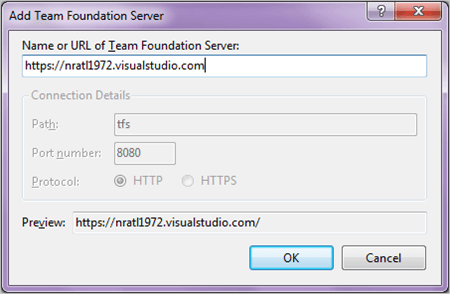 Add Team Foundation Server
Name or URL of Team Foundation Server:
https://nratl1972.visualstudio.com
Connection Details
Path: tfs
Port number: 8080
Protocol: HTTP HTTPS
Preview: https://nratl1972.visualstudio.com/
OK Cancel